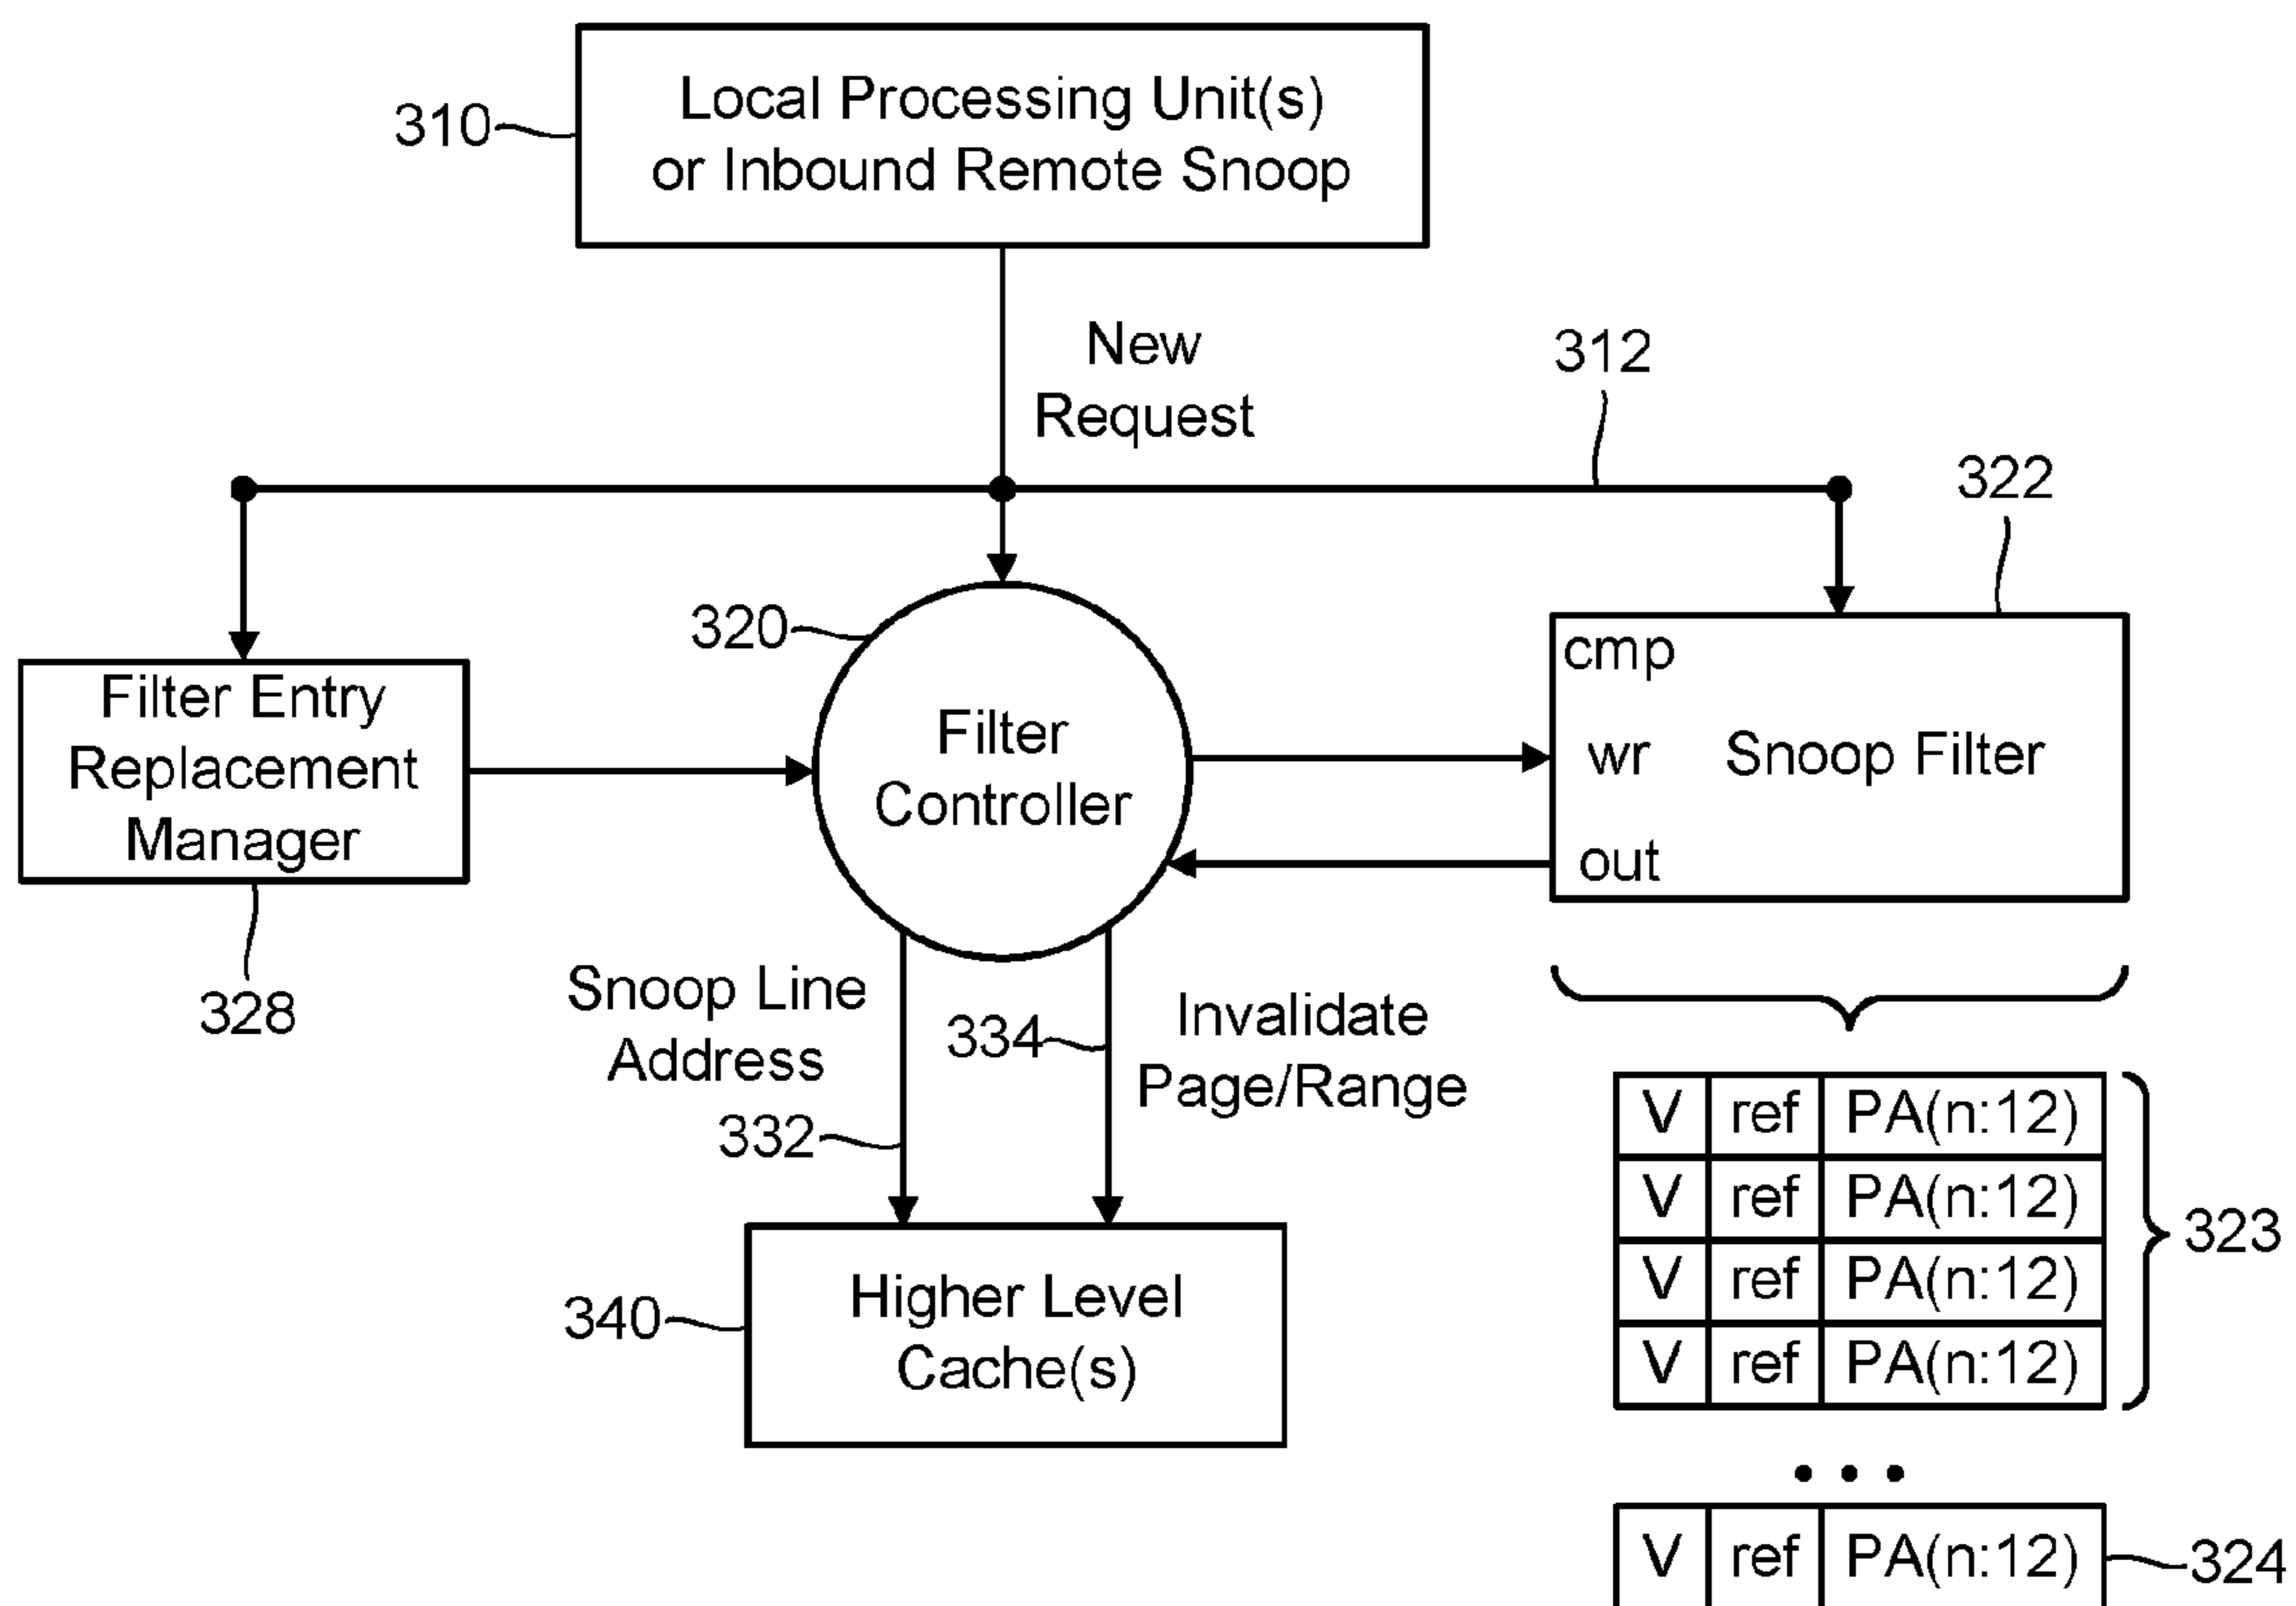 Local Processing Unit(s)
or Inbound Remote Snoop
310
New
Request
312
322
320
cmp
wr
Snoop Filter
out
Filter Entry
Replacement
Manager
328
Filter
Controller
Snoop Line
Address
332
334
Invalidate
Page/Range
V ref PA(n:12)
V ref PA(n:12)
V ref PA(n:12)
V ref PA(n:12)
323
340
Higher Level
Cache(s)
• • •
V ref PA(n:12)
324